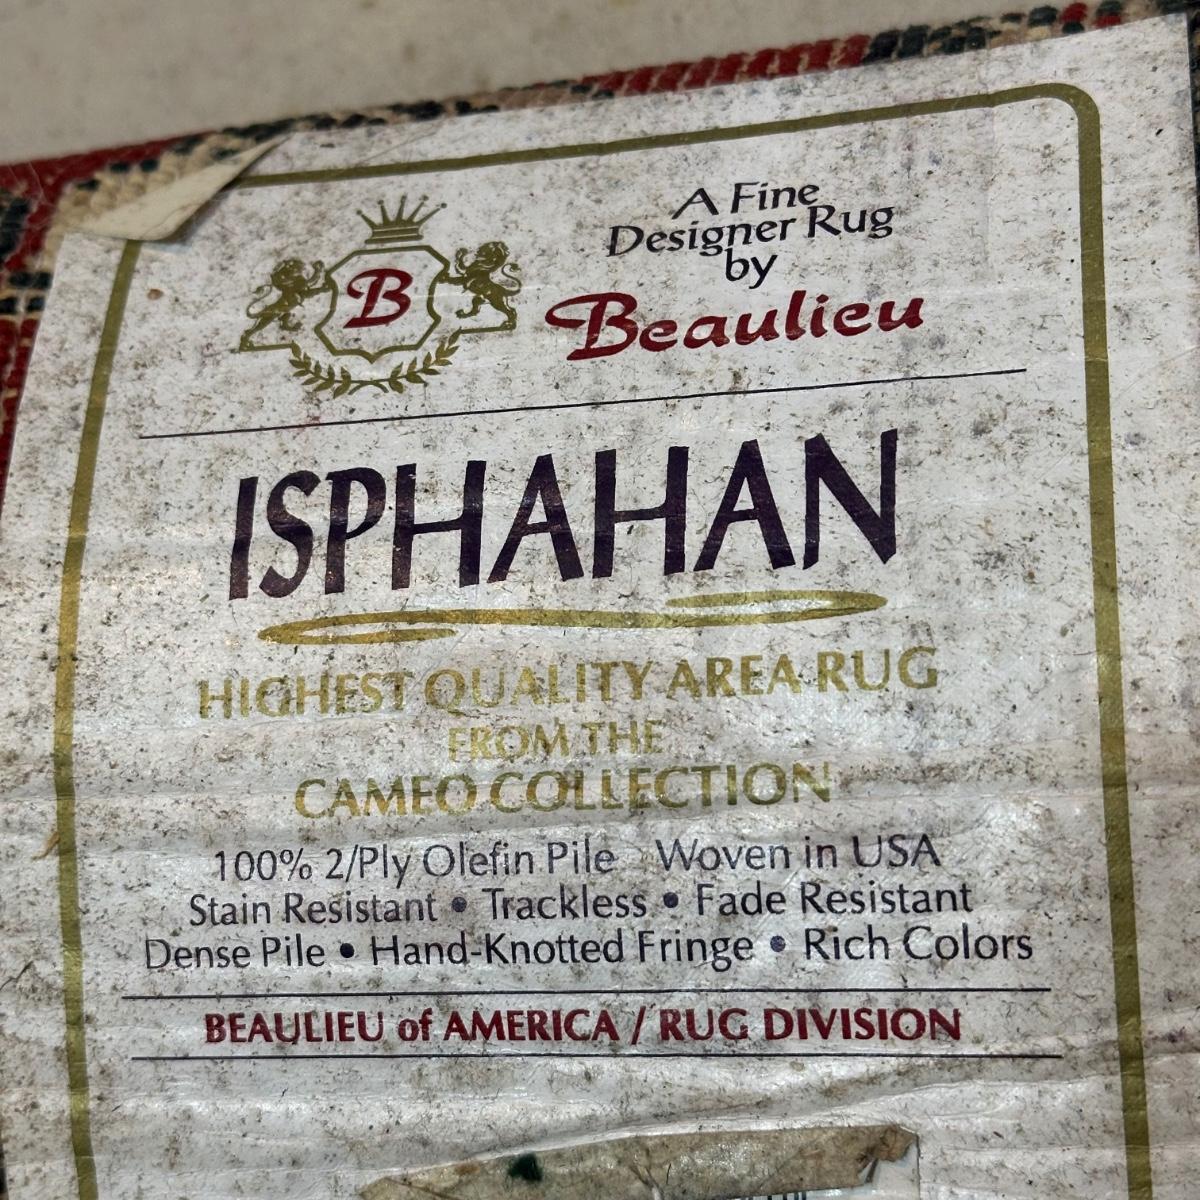 B
A Fine
Designer Rug
by
Beaulieu
ISPHAHAN
HIGHEST QUALITY AREA RUG
FROM THE
CAMEO COLLECTION
100% 2/Ply Olefin Pile Woven in USA
Stain Resistant • Trackless • Fade Resistant
Dense Pile • Hand-Knotted Fringe • Rich Colors
BEAULIEU of AMERICA / RUG DIVISION